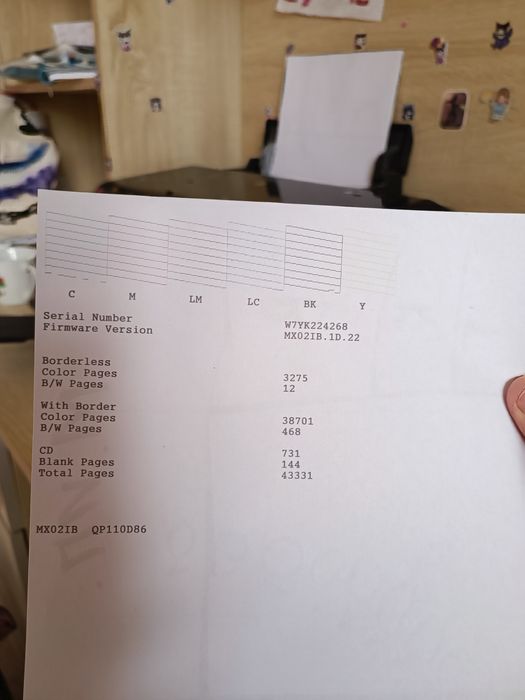 C M LM LC BK Y
Serial Number W7YK224268
Firmware Version MX02IB.1D.22
Borderless
Color Pages 3275
B/W Pages 12
With Border
Color Pages 38701
B/W Pages 468
CD 731
Blank Pages 144
Total Pages 43331
MX02IB QP110D86